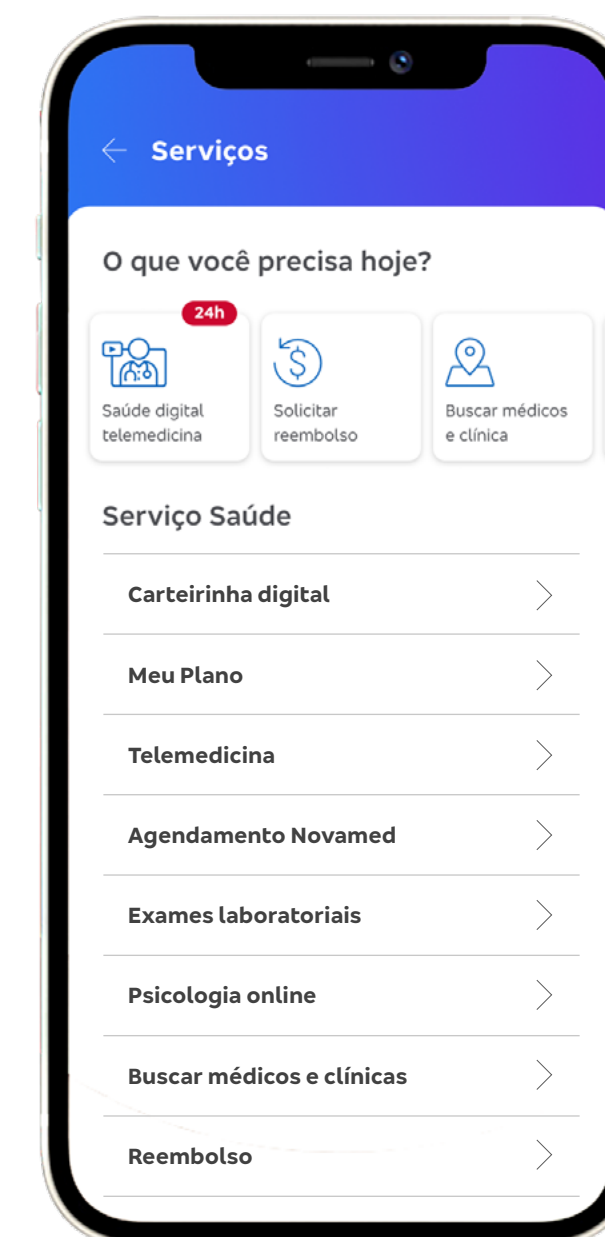 Serviços
O que você precisa hoje?
24h
Saúde digital
telemedicina
Solicitar
reembolso
Buscar médicos
e clínica
Serviço Saúde
Carteirinha digital
Meu Plano
Telemedicina
Agendamento Novamed
Exames laboratoriais
Psicologia online
Buscar médicos e clínicas
Reembolso